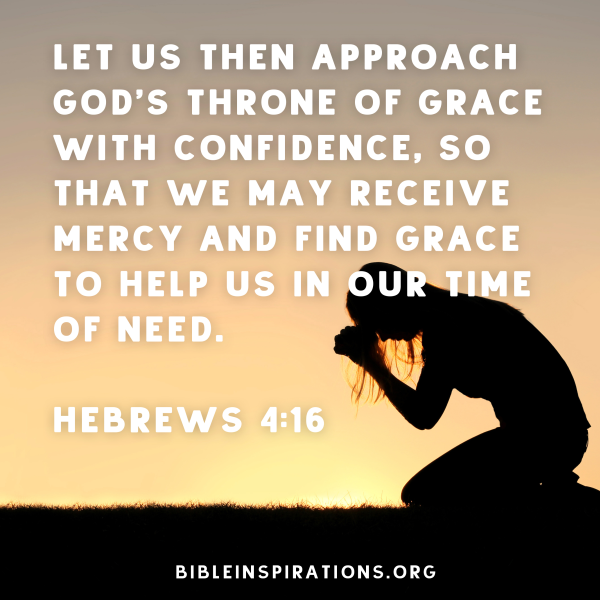 LET US THEN APPROACH
GOD'S THRONE OF GRACE
WITH CONFIDENCE, SO
THAT WE MAY RECEIVE
MERCY AND FIND GRACE
TO HELP US IN OUR TIME
OF NEED.
HEBREWS 4:16
BIBLEINSPIRATIONS.ORG